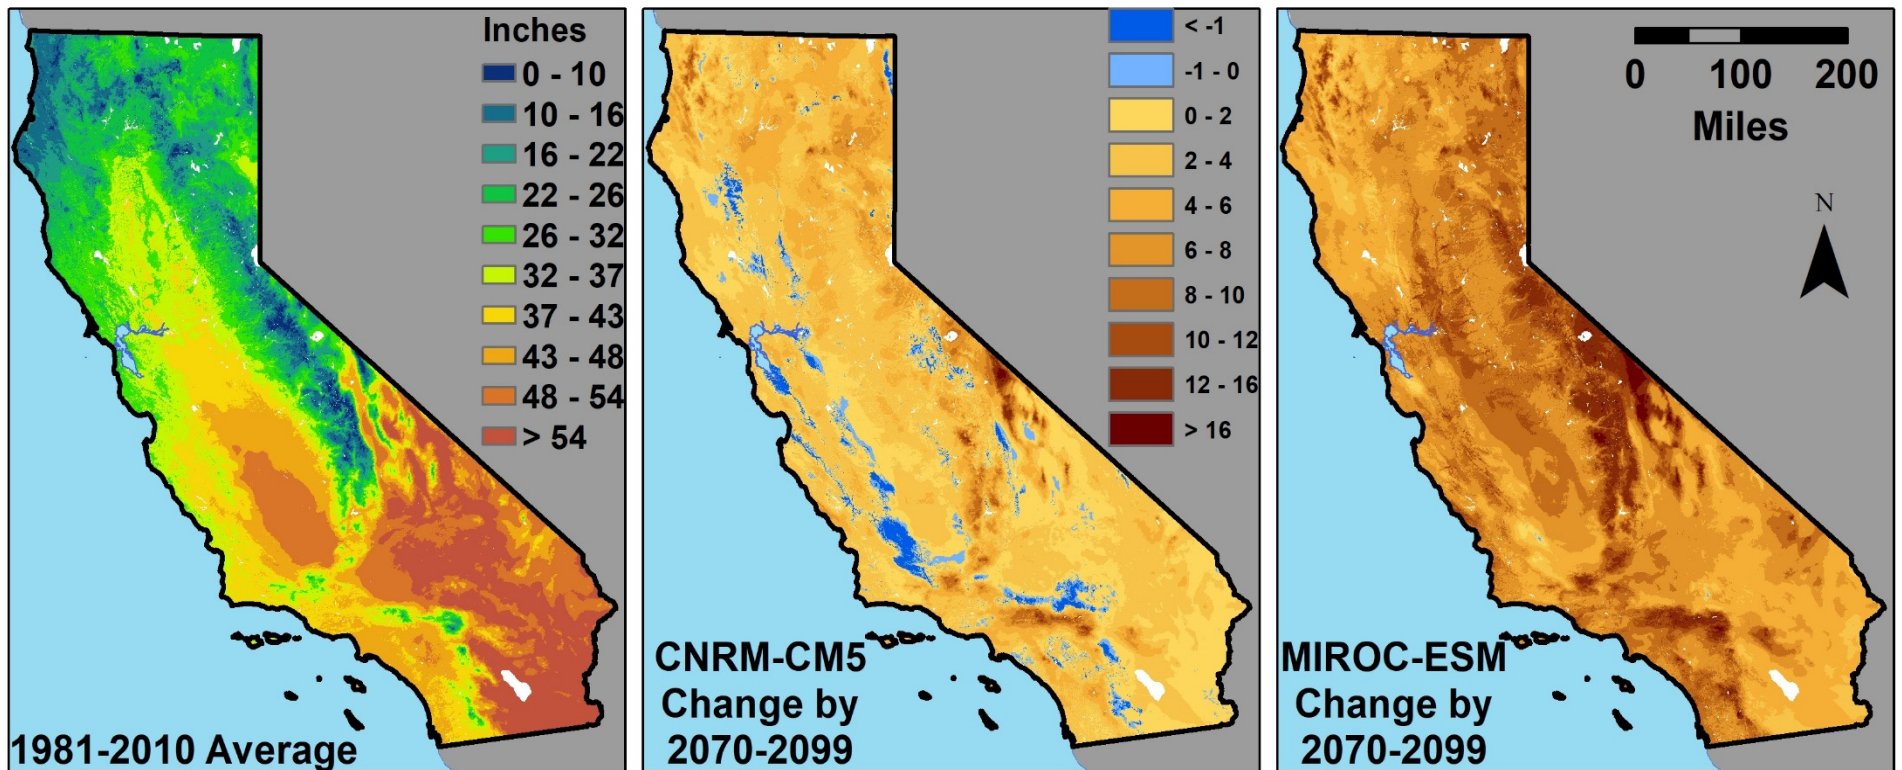 Inches
0 - 10
10 - 16
16 - 22
22 - 26
26 - 32
32 - 37
37 - 43
43 - 48
48 - 54
> 54
1981-2010 Average
< -1
-1 - 0
0 - 2
2 - 4
4 - 6
6 - 8
8 - 10
10 - 12
12 - 16
> 16
CNRM-CM5
Change by
2070-2099
0 100 200
Miles
N
MIROC-ESM
Change by
2070-2099